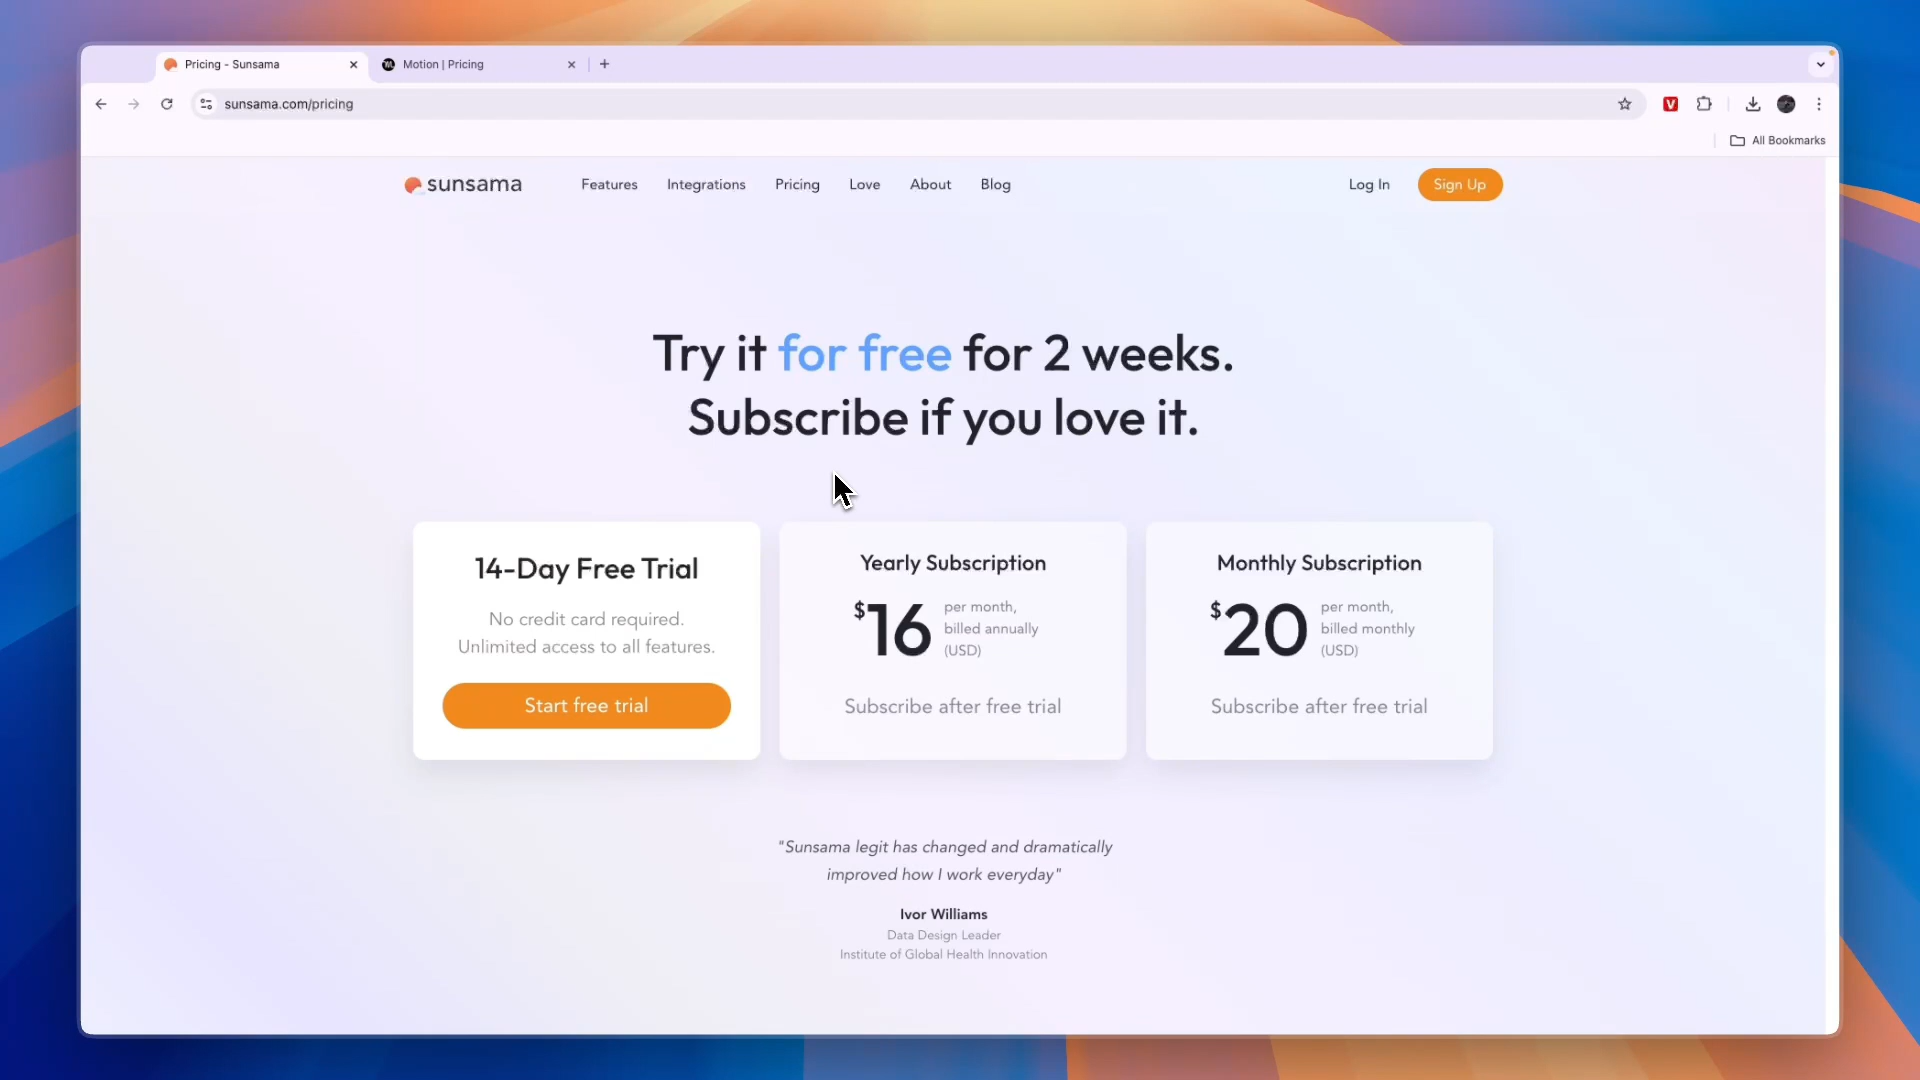 Pricing - Sunsama
Motion | Pricing
sunsama.com/pricing
All Bookmarks
sunsama
Features
Integrations
Pricing
Love
About
Blog
Log In
Sign Up
Try it for free for 2 weeks.
Subscribe if you love it.
14-Day Free Trial
No credit card required.
Unlimited access to all features.
Start free trial
Yearly Subscription
$16
per month,
billed annually
(USD)
Subscribe after free trial
Monthly Subscription
$20
per month,
billed monthly
(USD)
Subscribe after free trial
"Sunsama legit has changed and dramatically
improved how I work everyday"
Ivor Williams
Data Design Leader
Institute of Global Health Innovation